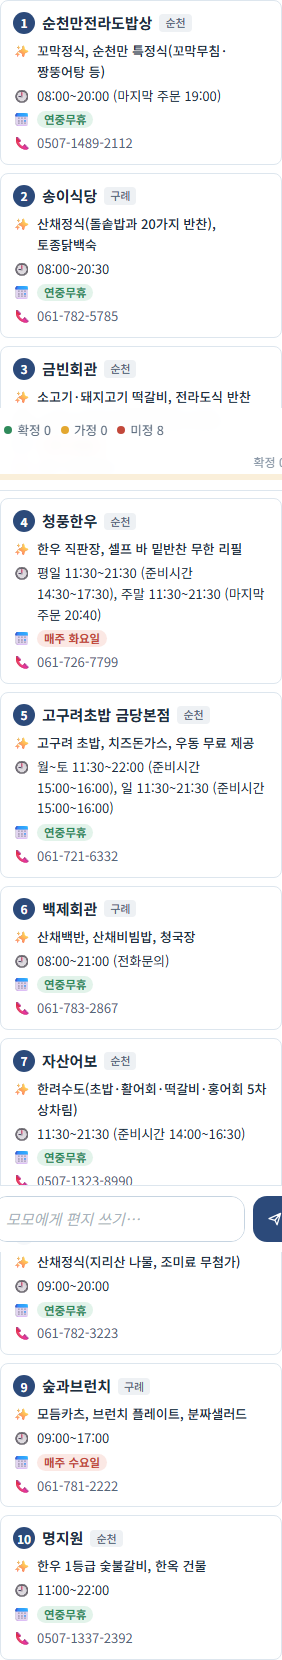 1 순천만전라도밥상 순천
꼬막정식, 순천만 특정식(꼬막무침·
짱뚱어탕 등)
08:00~20:00 (마지막 주문 19:00)
연중무휴
0507-1489-2112
2 송이식당 구례
산채정식(돌솥밥과 20가지 반찬),
토종닭백숙
08:00~20:30
연중무휴
061-782-5785
3 금빈회관 순천
소고기·돼지고기 떡갈비, 전라도식 반찬
확정 0 가정 0 미정 8
확정 0
4 청풍한우 순천
한우 직판장, 셀프 바 밑반찬 무한 리필
평일 11:30~21:30 (준비시간
14:30~17:30), 주말 11:30~21:30 (마지막
주문 20:40)
매주 화요일
061-726-7799
5 고구려초밥 금당본점 순천
고구려 초밥, 치즈돈가스, 우동 무료 제공
월~토 11:30~22:00 (준비시간
15:00~16:00), 일 11:30~21:30 (준비시간
15:00~16:00)
연중무휴
061-721-6332
6 백제회관 구례
산채백반, 산채비빔밥, 청국장
08:00~21:00 (전화문의)
연중무휴
061-783-2867
7 자산어보 순천
한려수도(초밥·활어회·떡갈비·홍어회 5차
상차림)
11:30~21:30 (준비시간 14:00~16:30)
연중무휴
0507-1323-8990
모모에게 편지 쓰기…
산채정식(지리산 나물, 조미료 무첨가)
09:00~20:00
연중무휴
061-782-3223
9 숲과브런치 구례
모듬카츠, 브런치 플레이트, 분짜샐러드
09:00~17:00
매주 수요일
061-781-2222
10 명지원 순천
한우 1등급 숯불갈비, 한옥 건물
11:00~22:00
연중무휴
0507-1337-2392